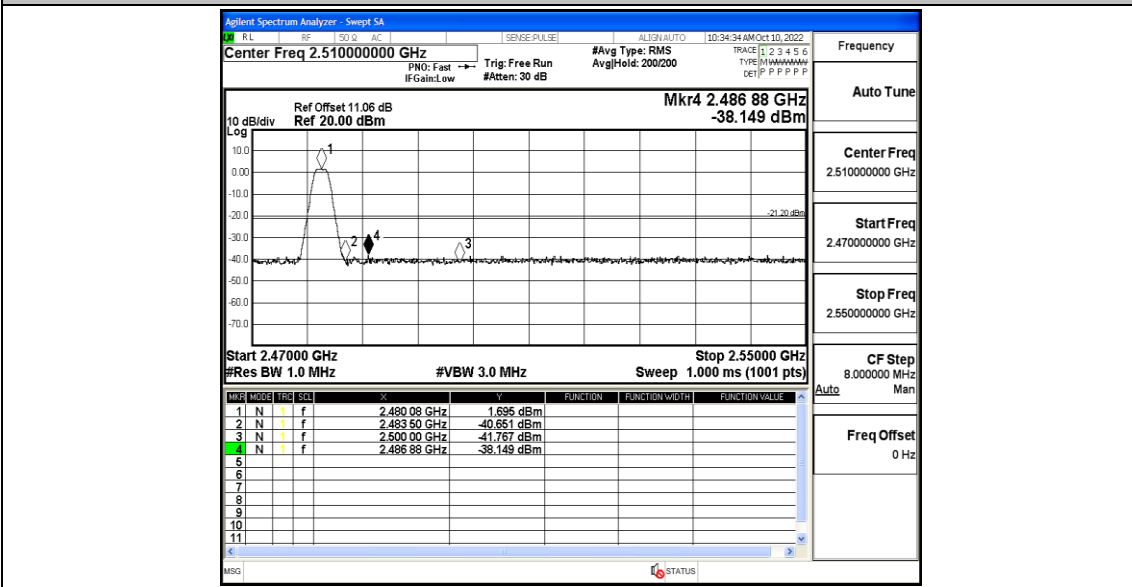 Agilent Spectrum Analyzer - Swept SA
RL RF 50 Ω AC SENSE:PULSE ALIGNAUTO 10:34:34 AM Oct 10, 2022
Center Freq 2.510000000 GHz #Avg Type: RMS TRACE 1 2 3 4 5 6
PNO: Fast Trig: Free Run Avg|Hold: 200/200 TYPE M WWWWW
IFGain:Low #Atten: 30 dB DET P P P P P P
Ref Offset 11.06 dB Mkr4 2.486 88 GHz
10 dB/div Ref 20.00 dBm -38.149 dBm
Log
10.0
1
0.00
-10.0
-20.0
-21.20 dBm
-30.0
2 4 3
-40.0
-50.0
-60.0
-70.0
Start 2.47000 GHz Stop 2.55000 GHz
#Res BW 1.0 MHz #VBW 3.0 MHz Sweep 1.000 ms (1001 pts)
MKR MODE TRC SCL X Y FUNCTION FUNCTION WIDTH FUNCTION VALUE
1 N 1 f 2.480 08 GHz 1.695 dBm
2 N 1 f 2.483 50 GHz -40.651 dBm
3 N 1 f 2.500 00 GHz -41.767 dBm
4 N 1 f 2.486 88 GHz -38.149 dBm
5
6
7
8
9
10
11
MSG STATUS
Frequency
Auto Tune
Center Freq
2.510000000 GHz
Start Freq
2.470000000 GHz
Stop Freq
2.550000000 GHz
CF Step
8.000000 MHz
Auto Man
Freq Offset
0 Hz